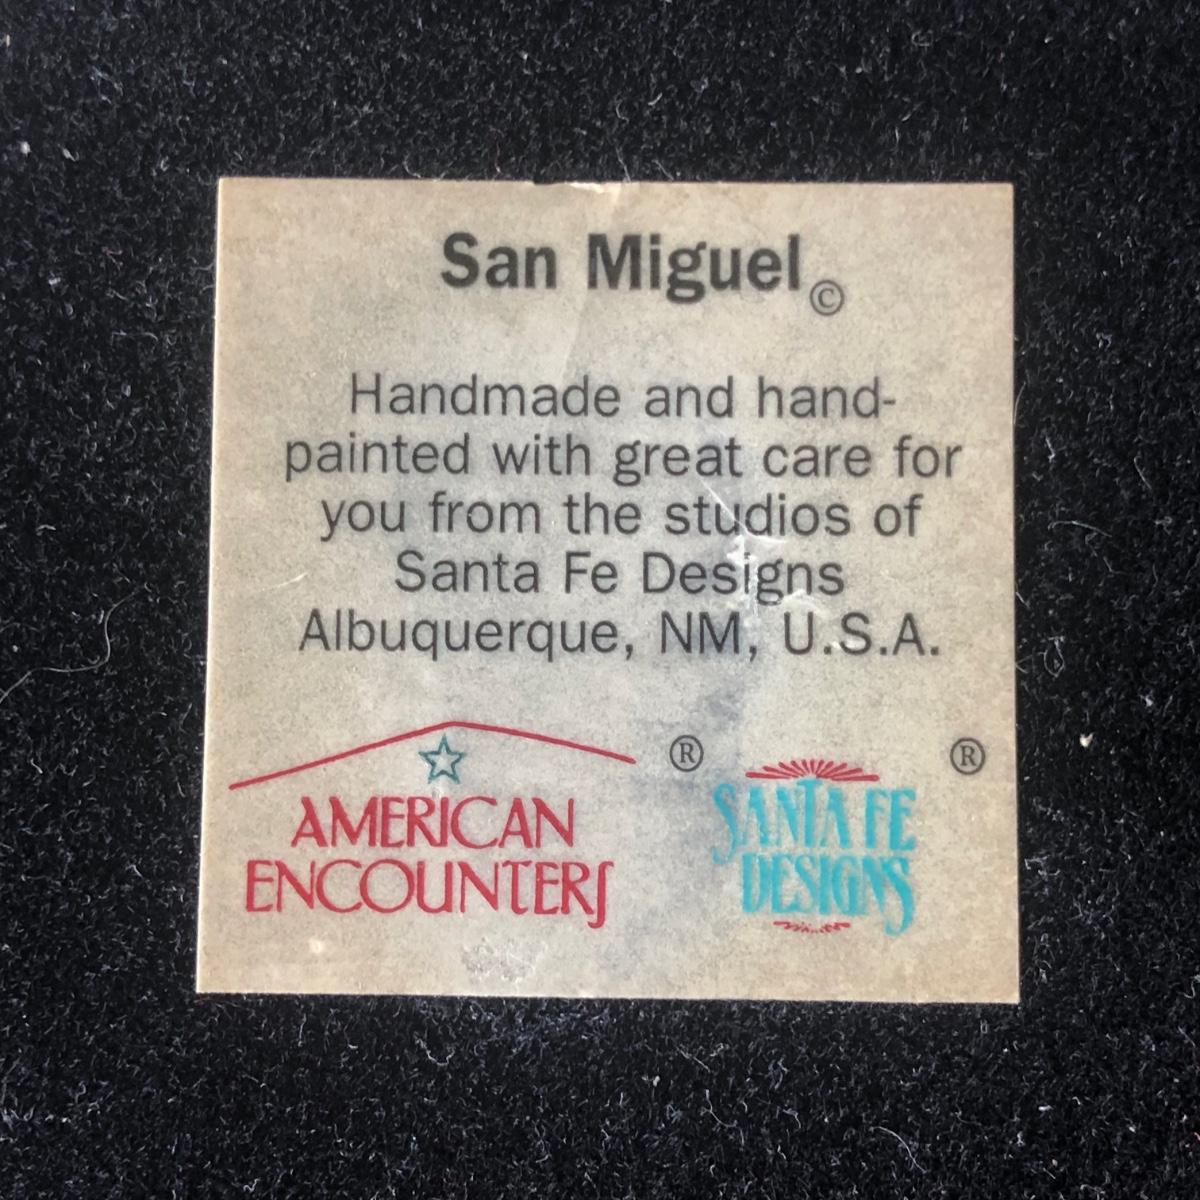 San Miguel©
Handmade and hand-
painted with great care for
you from the studios of
Santa Fe Designs
Albuquerque, NM, U.S.A.
AMERICAN
ENCOUNTERS ®
SANTA FE
DESIGNS ®